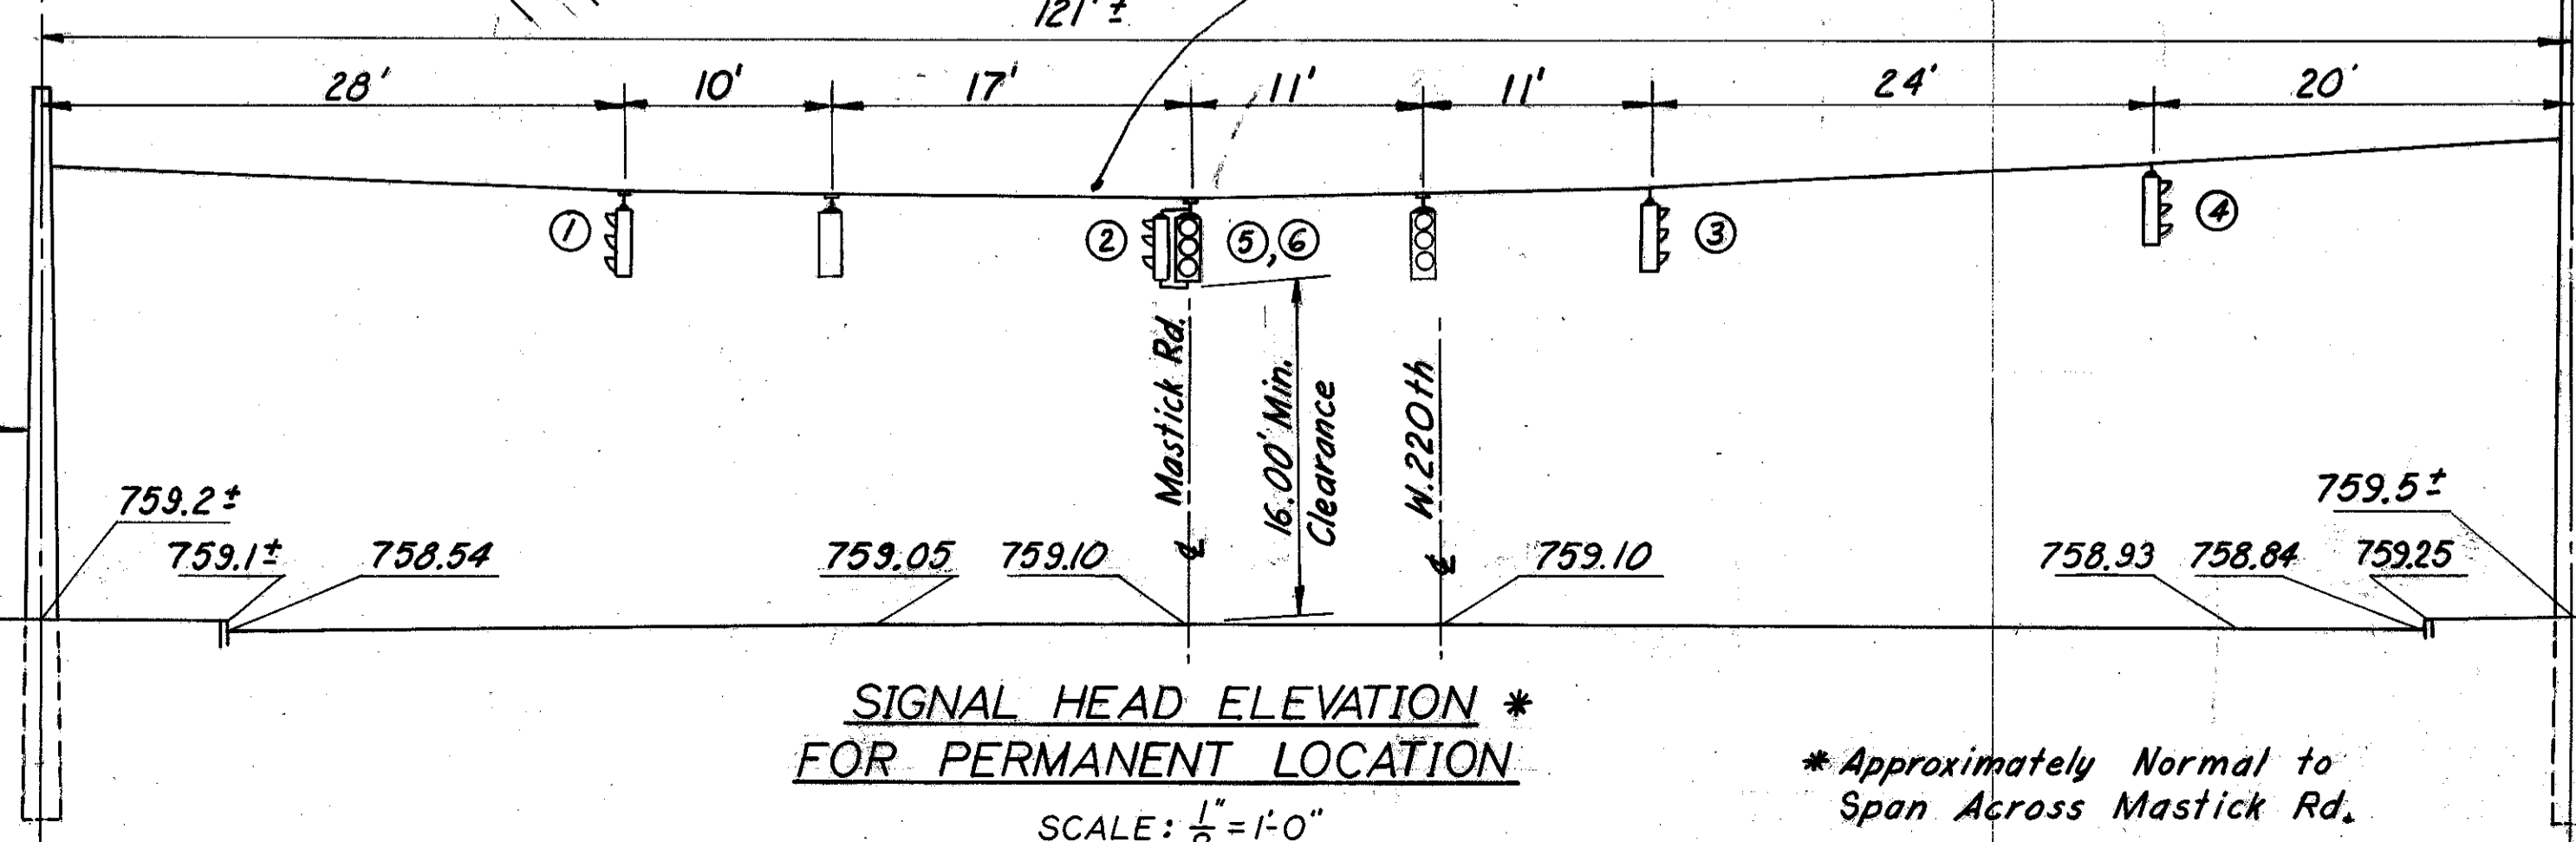 121' ±
28' 10' 17' 11' 11' 24' 20'
① ② ⑤,⑥ ③ ④
Mastick Rd.
℄
16.00' Min.
Clearance
W.220th
℄
759.2± 759.5±
759.1± 758.54 759.05 759.10 759.10 758.93 758.84 759.25
SIGNAL HEAD ELEVATION *
FOR PERMANENT LOCATION
SCALE: = 1'-0"
* Approximately Normal to
Span Across Mastick Rd.